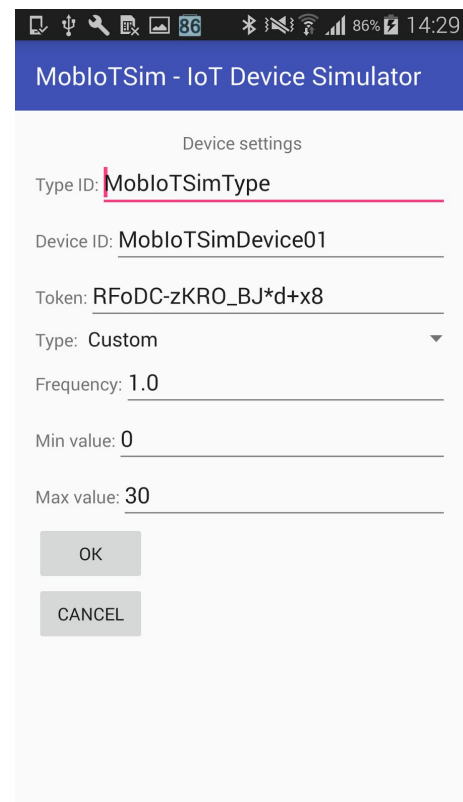 86 86% 14:29
MobIoTSim - IoT Device Simulator
Device settings
Type ID: MobIoTSimType
Device ID: MobIoTSimDevice01
Token: RFoDC-zKRO_BJ*d+x8
Type: Custom
Frequency: 1.0
Min value: 0
Max value: 30
OK
CANCEL